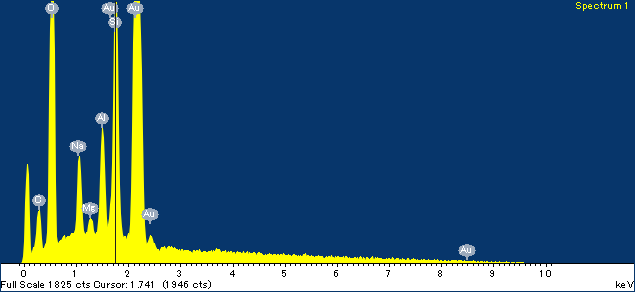 Spectrum 1
O Au Au
Si
Al
Na
C
Mg
Au
Au
0 1 2 3 4 5 6 7 8 9 10
Full Scale 1825 cts Cursor: 1.741 (1946 cts) keV